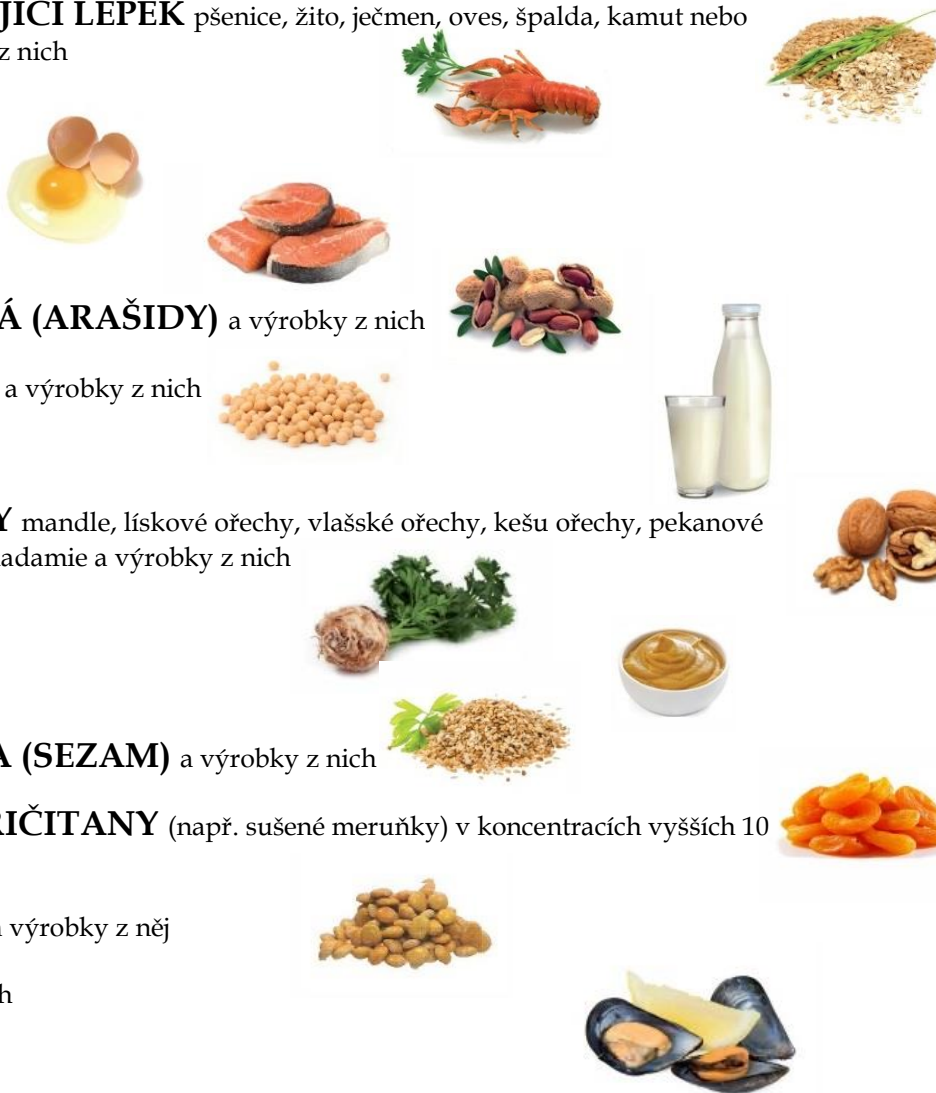 JÍCÍ LEPEK pšenice, žito, ječmen, oves, špalda, kamut nebo
z nich
Á (ARAŠÍDY) a výrobky z nich
a výrobky z nich
Y mandle, lískové ořechy, vlašské ořechy, kešu ořechy, pekanové
adamie a výrobky z nich
A (SEZAM) a výrobky z nich
RIČITANY (např. sušené meruňky) v koncentracích vyšších 10
výrobky z něj
h